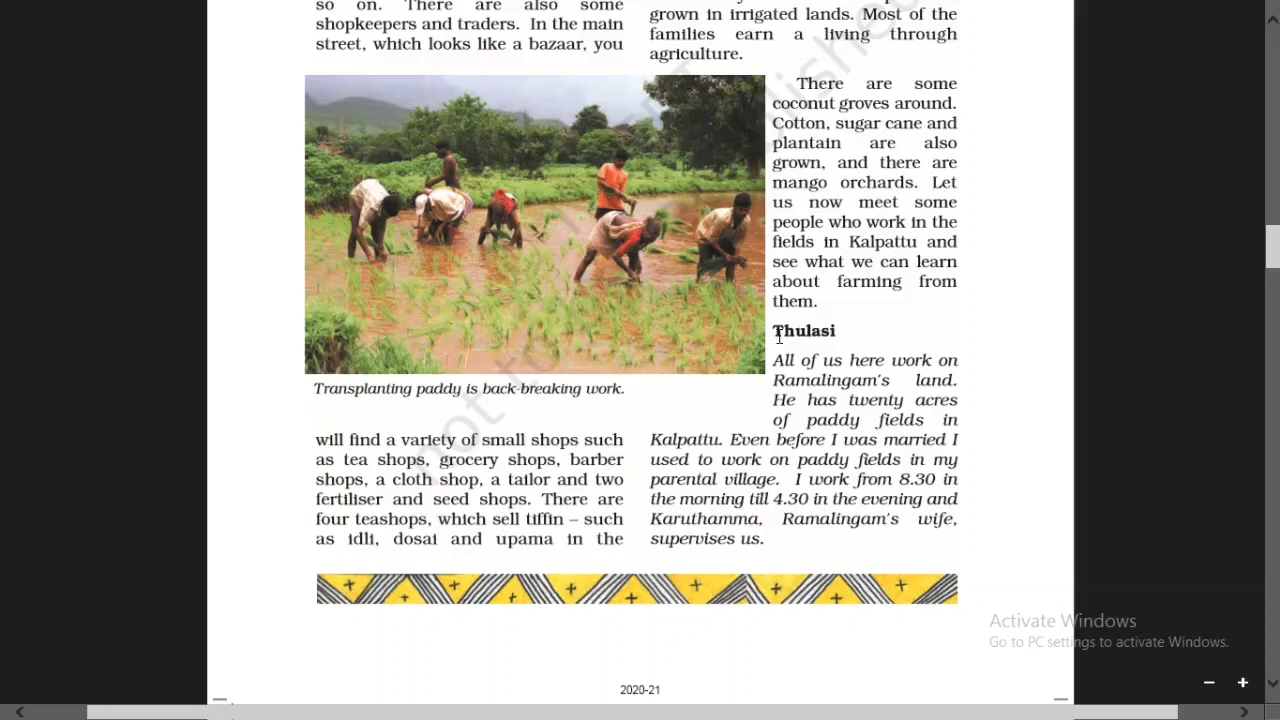 so on. There are also some
shopkeepers and traders. In the main
street, which looks like a bazaar, you
Transplanting paddy is back-breaking work.
will find a variety of small shops such
as tea shops, grocery shops, barber
shops, a cloth shop, a tailor and two
fertiliser and seed shops. There are
four teashops, which sell tiffin – such
as idli, dosai and upama in the
grown in irrigated lands. Most of the
families earn a living through
agriculture.
There are some
coconut groves around.
Cotton, sugar cane and
plantain are also
grown, and there are
mango orchards. Let
us now meet some
people who work in the
fields in Kalpattu and
see what we can learn
about farming from
them.
Thulasi
All of us here work on
Ramalingam's land.
He has twenty acres
of paddy fields in
Kalpattu. Even before I was married I
used to work on paddy fields in my
parental village. I work from 8.30 in
the morning till 4.30 in the evening and
Karuthamma, Ramalingam's wife,
supervises us.
2020-21
Activate Windows
Go to PC settings to activate Windows.